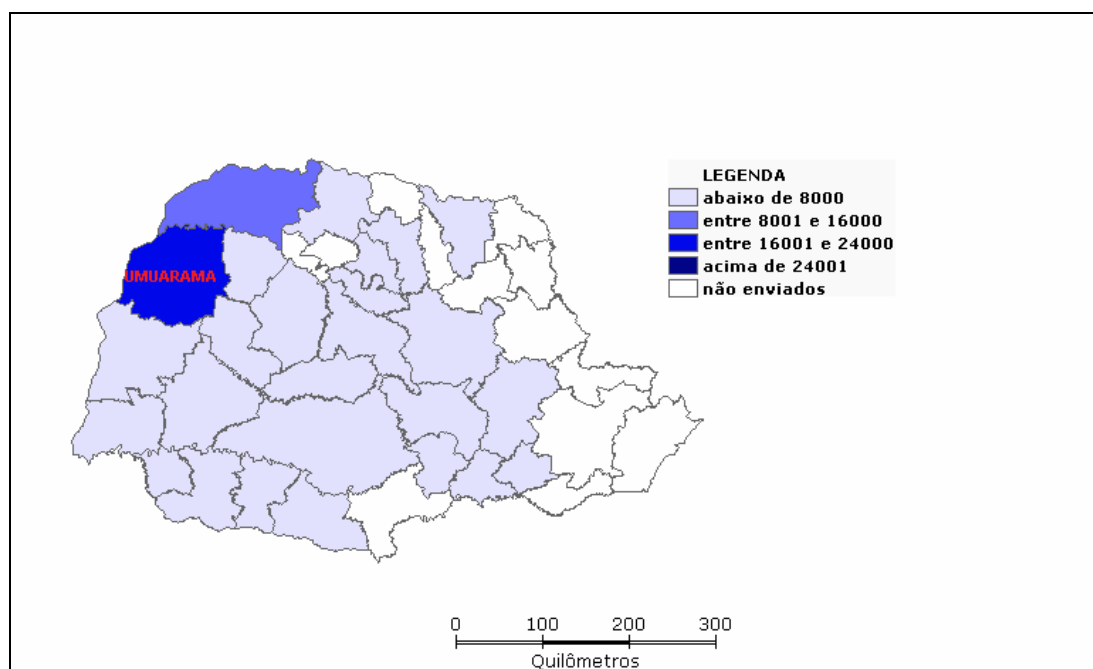 LEGENDA
abaixo de 8000
entre 8001 e 16000
entre 16001 e 24000
acima de 24001
não enviados
UMUARAMA
0 100 200 300
Quilômetros